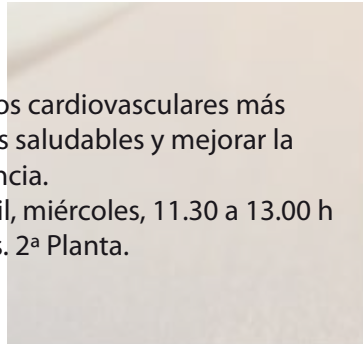 os cardiovasculares más
s saludables y mejorar la
ncia.
il, miércoles, 11.30 a 13.00 h
s. 2ª Planta.